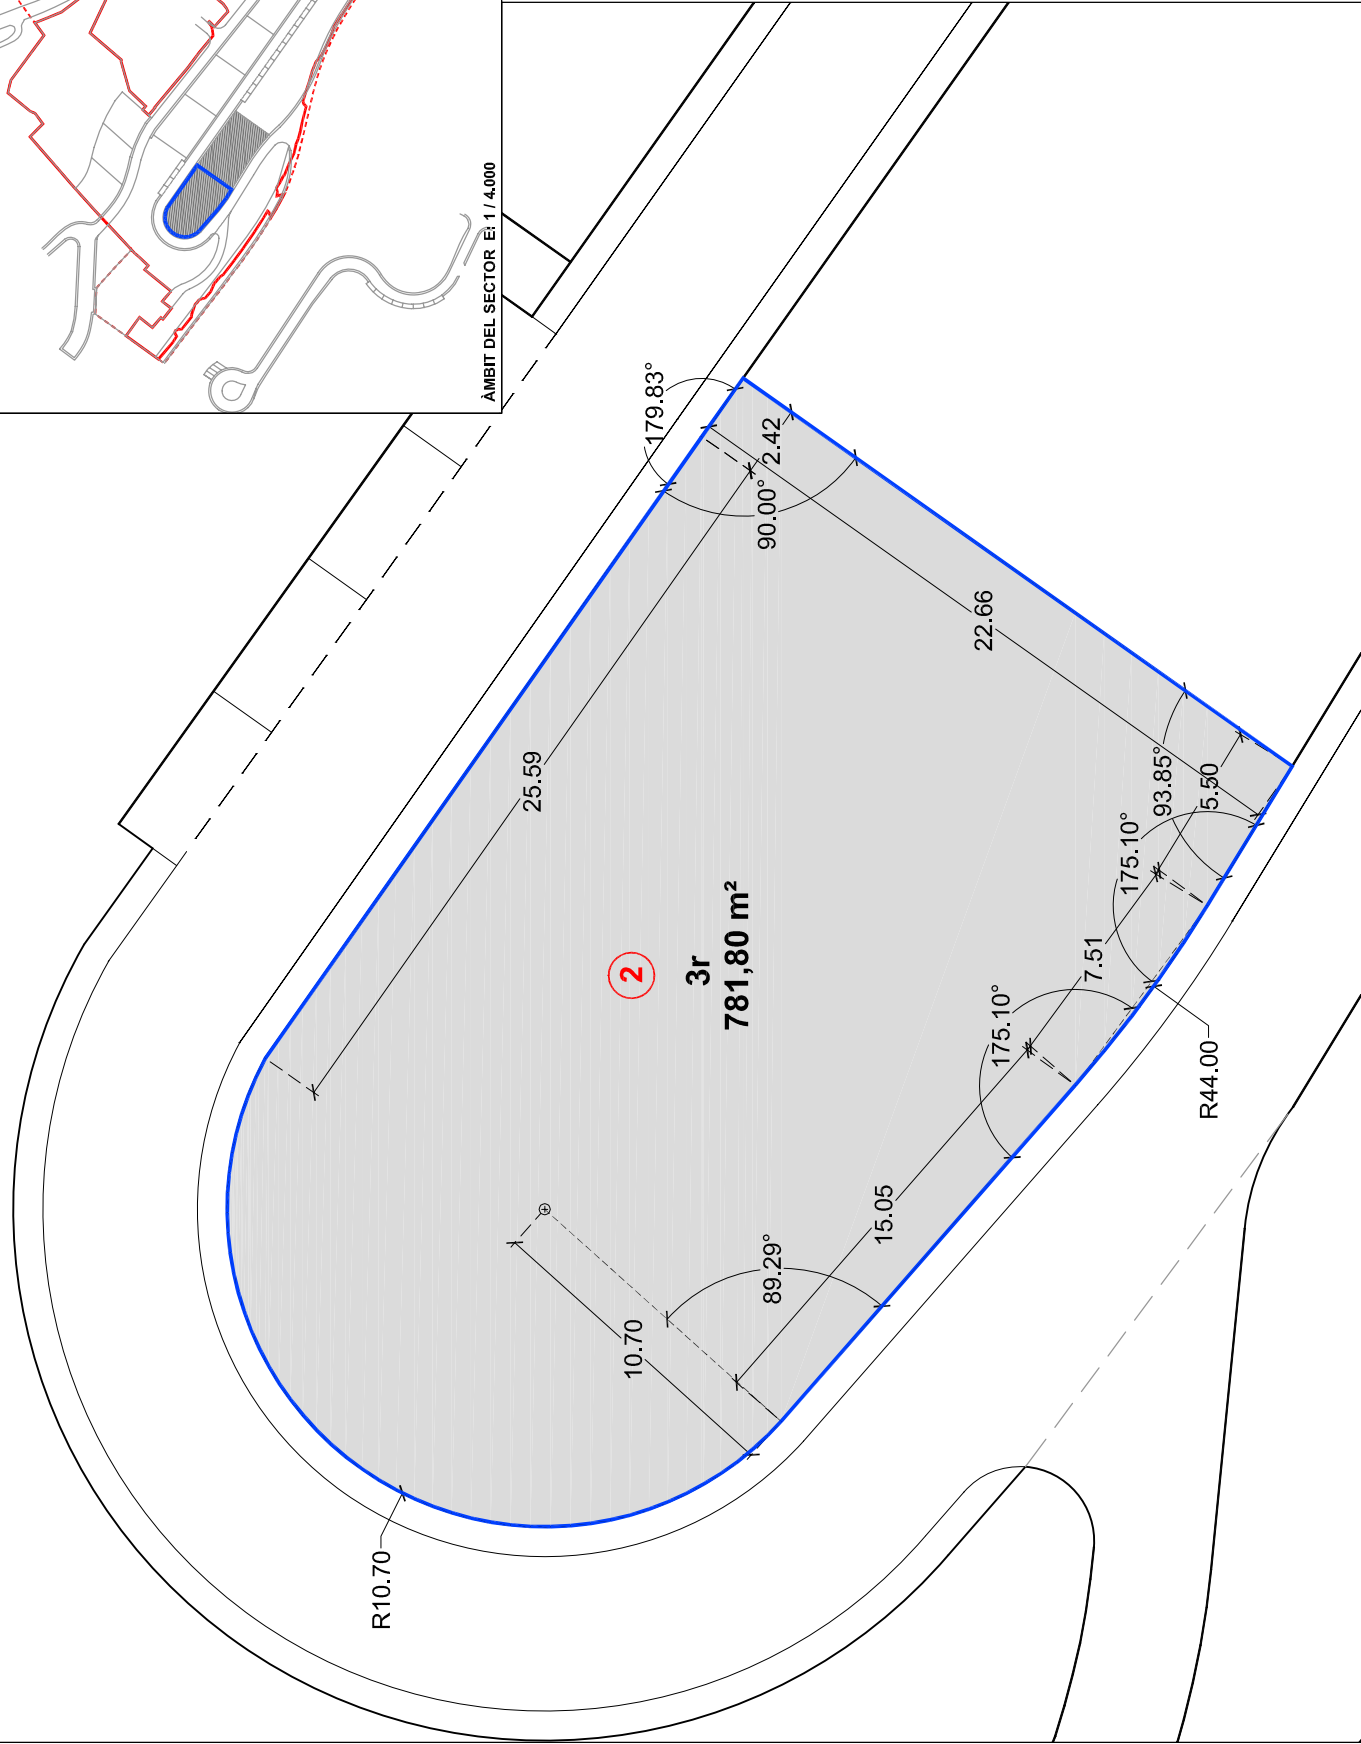 ÀMBIT DEL SECTOR E: 1 / 4.000
179.83°
2.42
90.00°
22.66
25.59
93.85°
5.50
175.10°
7.51
175.10°
R44.00
2
3r
781,80 m²
15.05
89.29°
10.70
R10.70